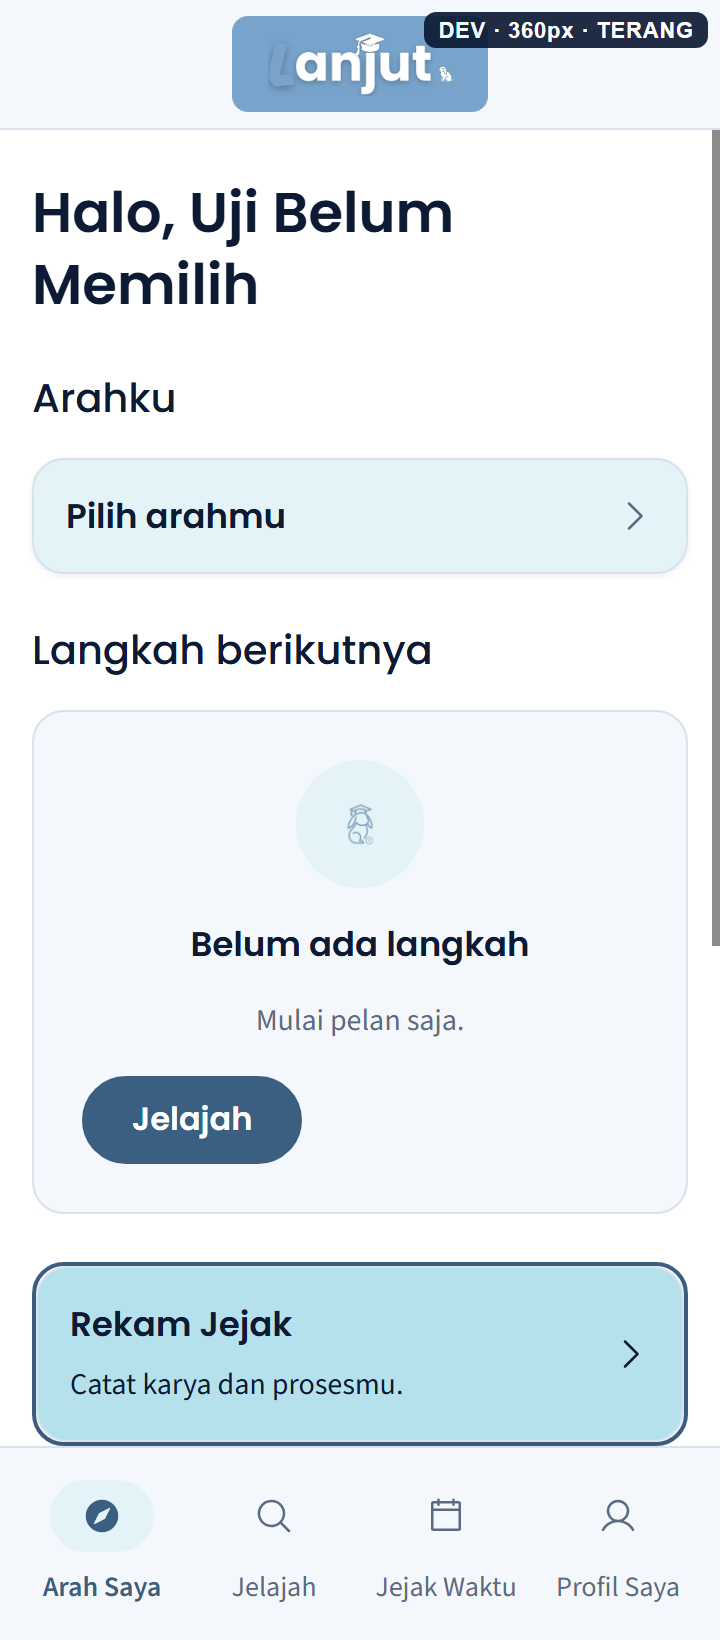 Lanjut
DEV · 360px · TERANG
Halo, Uji Belum
Memilih
Arahku
Pilih arahmu
Langkah berikutnya
Belum ada langkah
Mulai pelan saja.
Jelajah
Rekam Jejak
Catat karya dan prosesmu.
Arah Saya
Jelajah
Jejak Waktu
Profil Saya